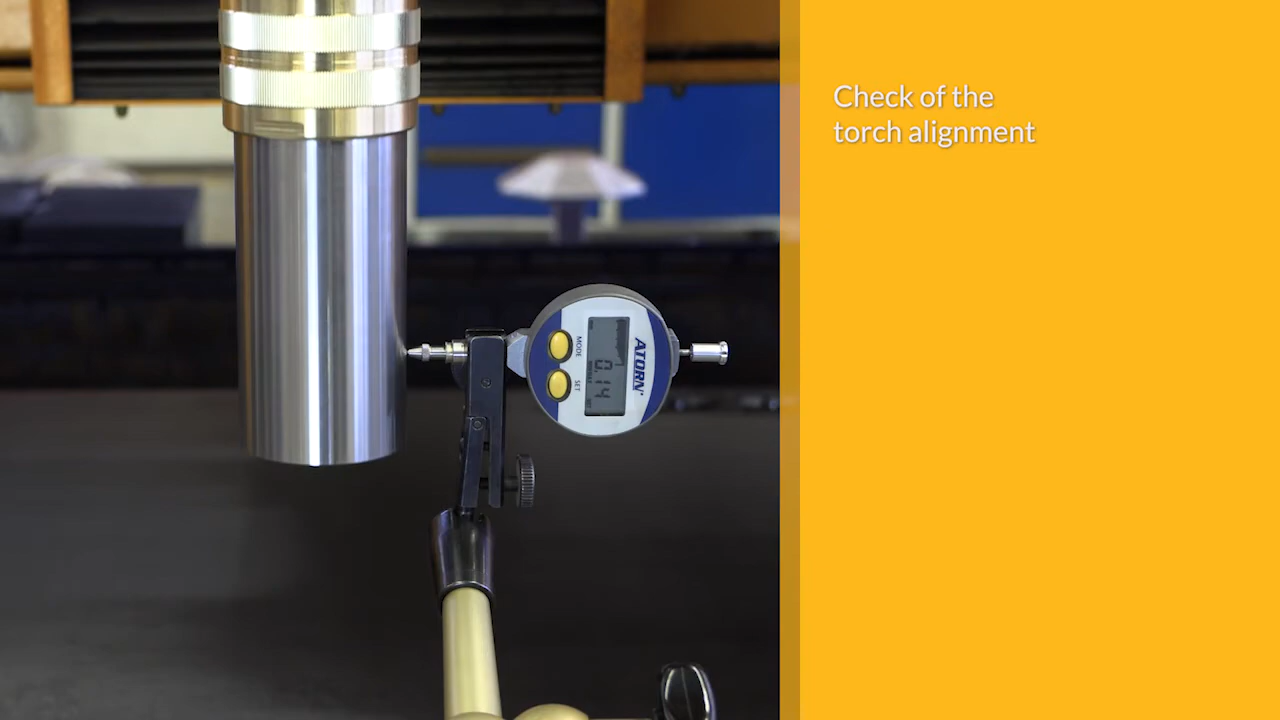 Check of the
torch alignment
MODE
SET
ATORN
0,14